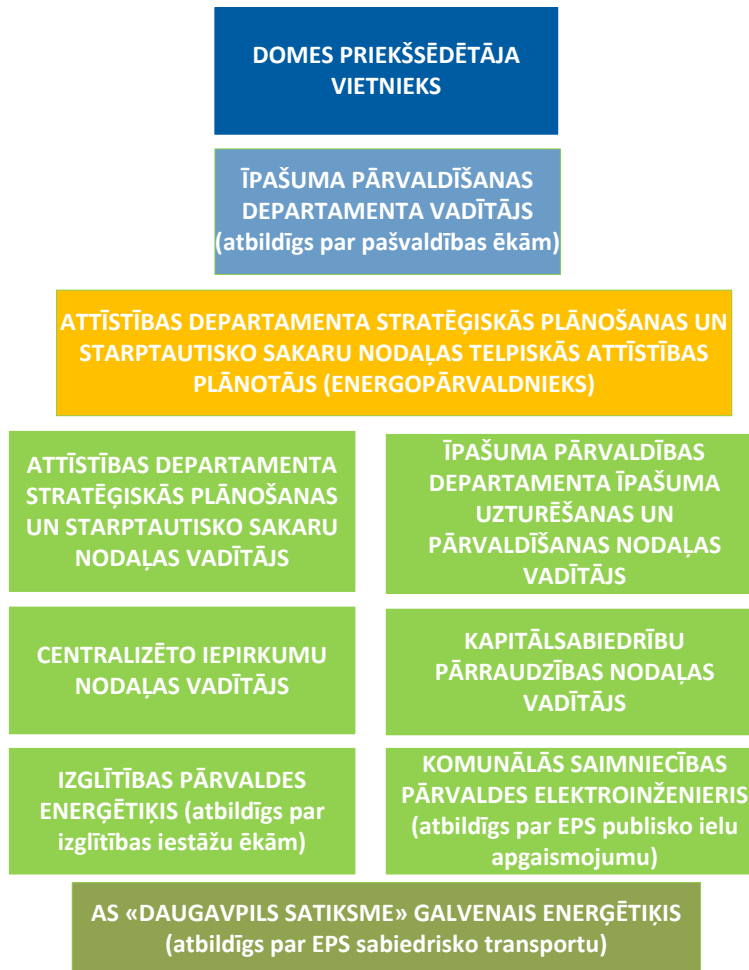 DOMES PRIEKŠSĒDĒTĀJA
VIETNIEKS
ĪPAŠUMA PĀRVALDĪŠANAS
DEPARTAMENTA VADĪTĀJS
(atbildīgs par pašvaldības ēkām)
ATTĪSTĪBAS DEPARTAMENTA STRATĒĢISKĀS PLĀNOŠANAS UN
STARPTAUTISKO SAKARU NODAĻAS TELPISKĀS ATTĪSTĪBAS
PLĀNOTĀJS (ENERGOPĀRVALDNIEKS)
ATTĪSTĪBAS DEPARTAMENTA
STRATĒĢISKĀS PLĀNOŠANAS
UN STARPTAUTISKO SAKARU
NODAĻAS VADĪTĀJS
ĪPAŠUMA PĀRVALDĪBAS
DEPARTAMENTA ĪPAŠUMA
UZTURĒŠANAS UN
PĀRVALDĪŠANAS NODAĻAS
VADĪTĀJS
CENTRALIZĒTO IEPIRKUMU
NODAĻAS VADĪTĀJS
KAPITĀLSABIEDRĪBU
PĀRRAUDZĪBAS NODAĻAS
VADĪTĀJS
IZGLĪTĪBAS PĀRVALDES
ENERĢĒTIĶIS (atbildīgs par
izglītības iestāžu ēkām)
KOMUNĀLĀS SAIMNIECĪBAS
PĀRVALDES ELEKTROINŽENIERIS
(atbildīgs par EPS publisko ielu
apgaismojumu)
AS «DAUGAVPILS SATIKSME» GALVENAIS ENERĢĒTIĶIS
(atbildīgs par EPS sabiedrisko transportu)